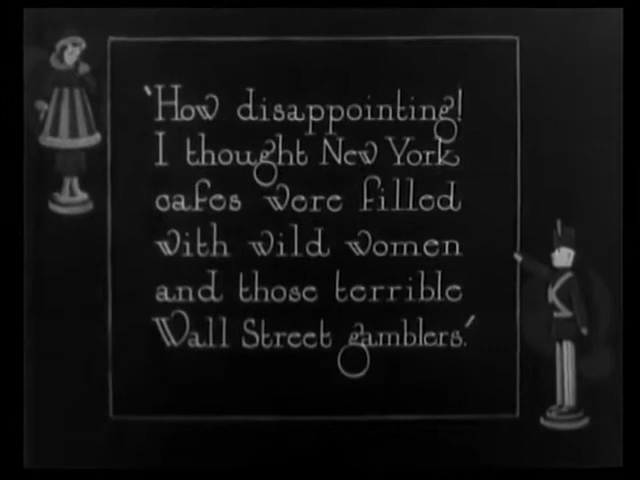 'How disappointing!
I thought New York
cafes were filled
with wild women
and those terrible
Wall Street gamblers.'